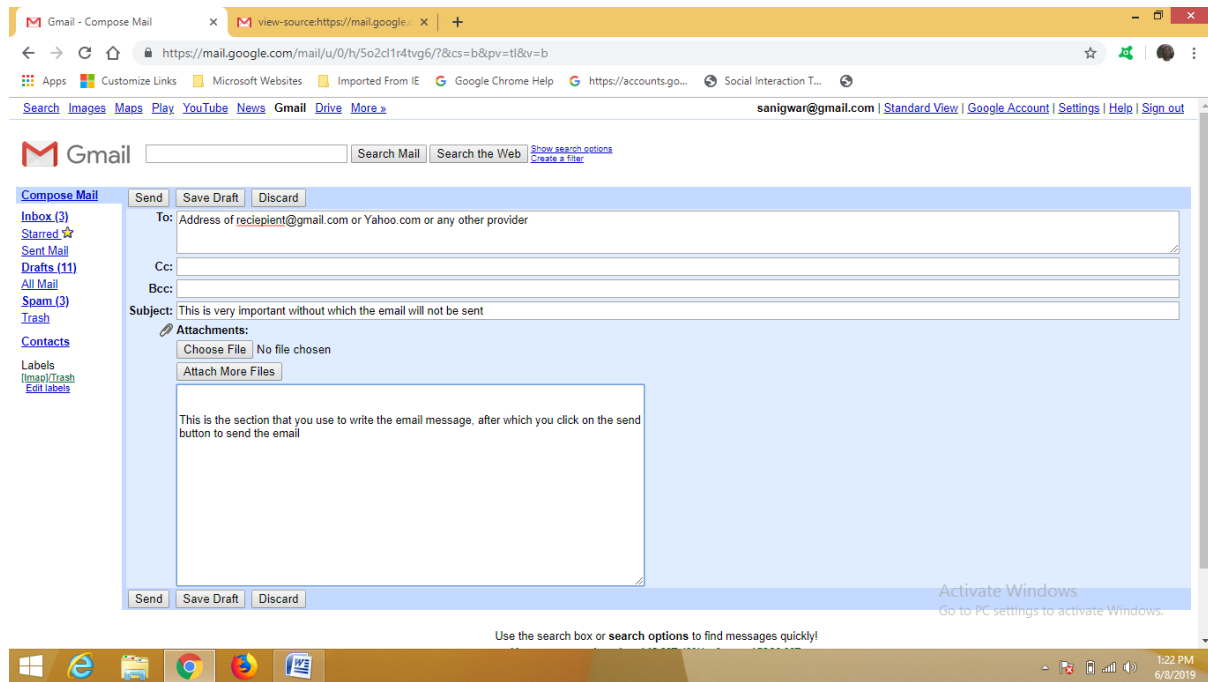 Gmail - Compose Mail
view-source:https://mail.google.c
https://mail.google.com/mail/u/0/h/5o2cl1r4tvg6/?&cs=b&pv=tl&v=b
Apps Customize Links Microsoft Websites Imported From IE Google Chrome Help https://accounts.go... Social Interaction T...
Search Images Maps Play YouTube News Gmail Drive More »
sanigwar@gmail.com | Standard View | Google Account | Settings | Help | Sign out
Gmail
Search Mail Search the Web
Show search options
Create a filter
Compose Mail
Inbox (3)
Starred
Sent Mail
Drafts (11)
All Mail
Spam (3)
Trash
Contacts
Labels
[Imap]/Trash
Edit labels
Send Save Draft Discard
To: Address of reciepient@gmail.com or Yahoo.com or any other provider
Cc:
Bcc:
Subject: This is very important without which the email will not be sent
Attachments:
Choose File No file chosen
Attach More Files
This is the section that you use to write the email message, after which you click on the send
button to send the email
Send Save Draft Discard
Activate Windows
Go to PC settings to activate Windows.
Use the search box or search options to find messages quickly!
1:22 PM
6/8/2019